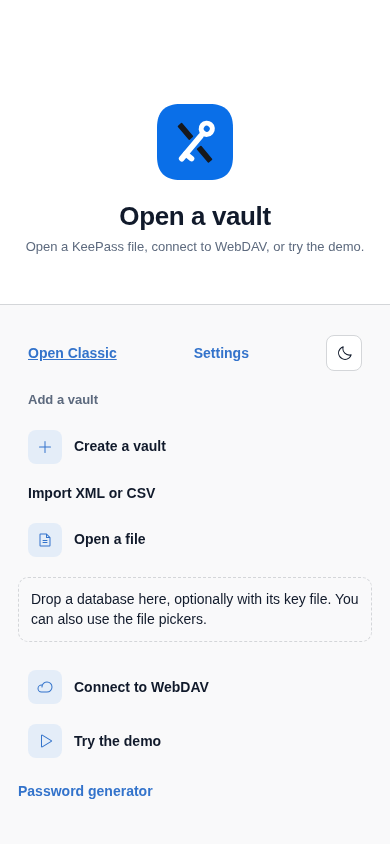 Open a vault
Open a KeePass file, connect to WebDAV, or try the demo.
Open Classic
Settings
Add a vault
Create a vault
Import XML or CSV
Open a file
Drop a database here, optionally with its key file. You
can also use the file pickers.
Connect to WebDAV
Try the demo
Password generator